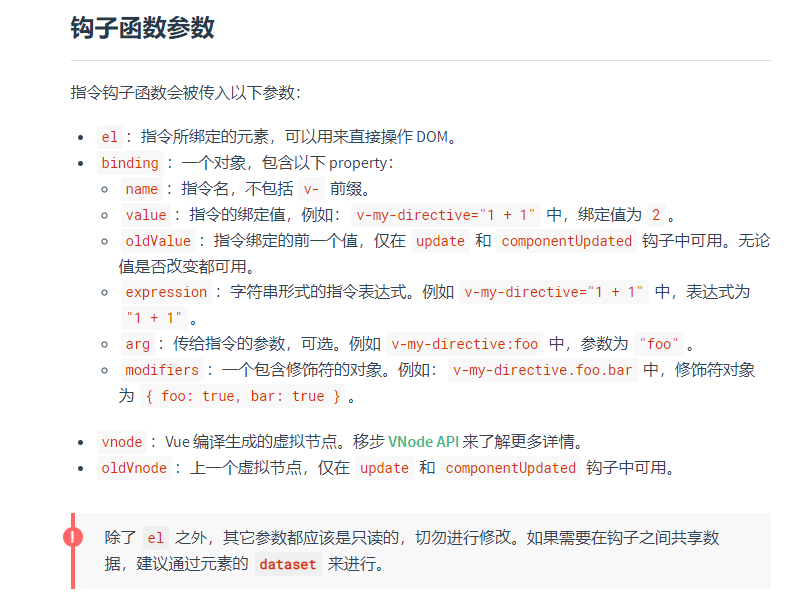 钩子函数参数
指令钩子函数会被传入以下参数：
el：指令所绑定的元素，可以用来直接操作 DOM。
binding：一个对象，包含以下 property：
name：指令名，不包括 v- 前缀。
value：指令的绑定值，例如：v-my-directive="1 + 1" 中，绑定值为 2。
oldValue：指令绑定的前一个值，仅在 update 和 componentUpdated 钩子中可用。无论
值是否改变都可用。
expression：字符串形式的指令表达式。例如 v-my-directive="1 + 1" 中，表达式为
"1 + 1"。
arg：传给指令的参数，可选。例如 v-my-directive:foo 中，参数为 "foo"。
modifiers：一个包含修饰符的对象。例如：v-my-directive.foo.bar 中，修饰符对象
为 { foo: true, bar: true }。
vnode：Vue 编译生成的虚拟节点。移步 VNode API 来了解更多详情。
oldVnode：上一个虚拟节点，仅在 update 和 componentUpdated 钩子中可用。
!
除了 el 之外，其它参数都应该是只读的，切勿进行修改。如果需要在钩子之间共享数
据，建议通过元素的 dataset 来进行。